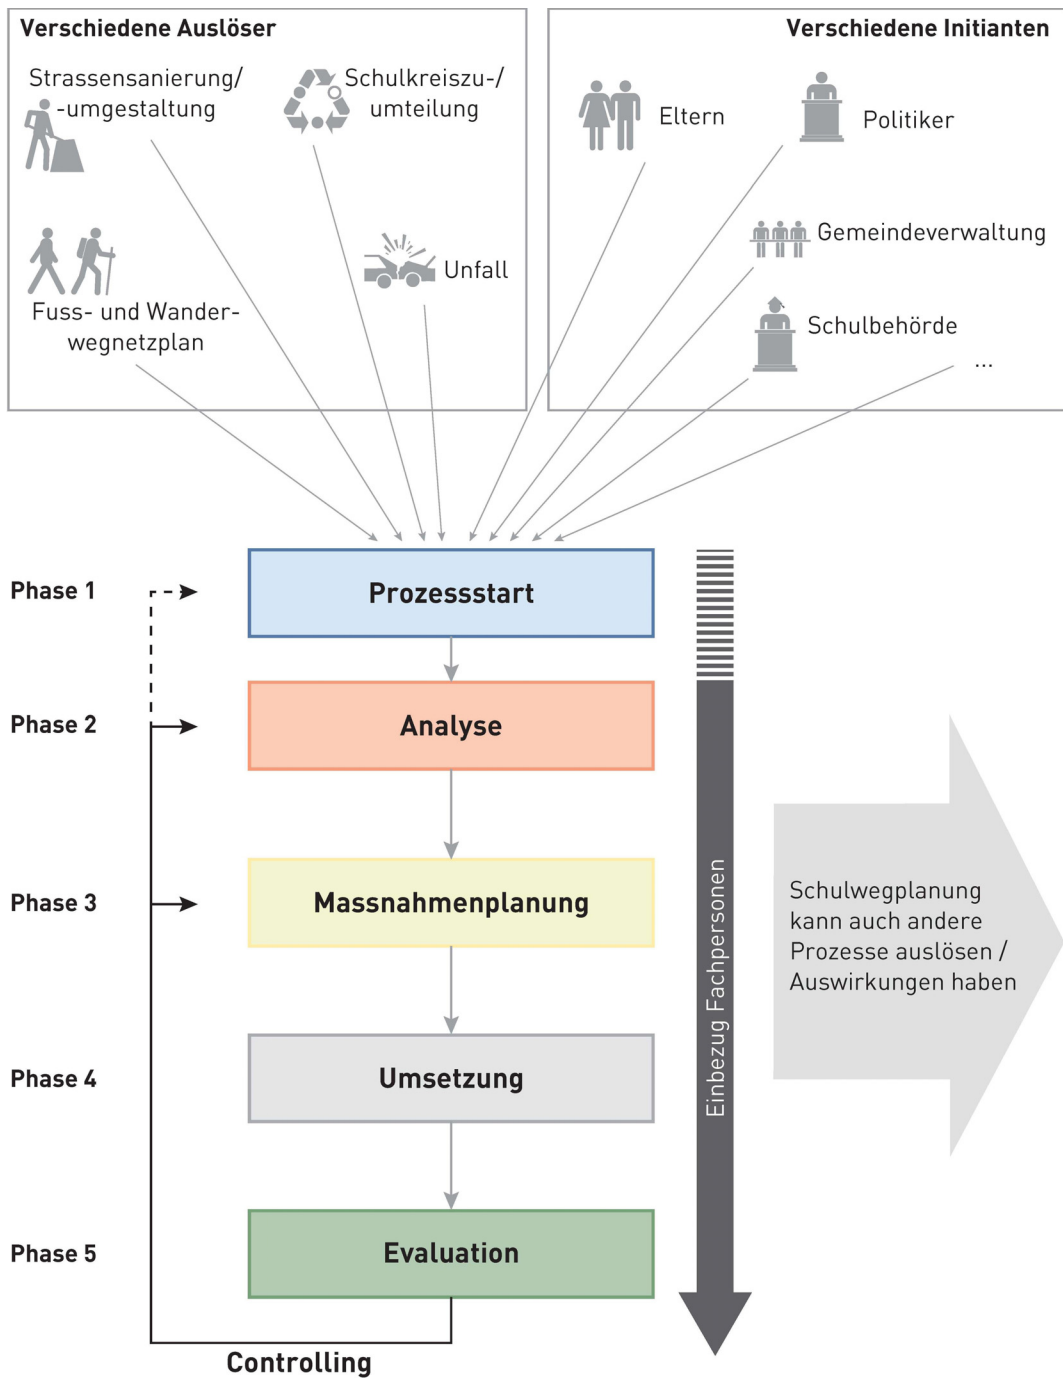 Verschiedene Auslöser
Strassensanierung/
-umgestaltung
Schulkreiszu-/
umteilung
Fuss- und Wander-
wegnetzplan
Unfall
Verschiedene Initianten
Eltern
Politiker
Gemeindeverwaltung
Schulbehörde
...
Phase 1
Prozessstart
Phase 2
Analyse
Phase 3
Massnahmenplanung
Phase 4
Umsetzung
Phase 5
Evaluation
Controlling
Einbezug Fachpersonen
Schulwegplanung
kann auch andere
Prozesse auslösen /
Auswirkungen haben